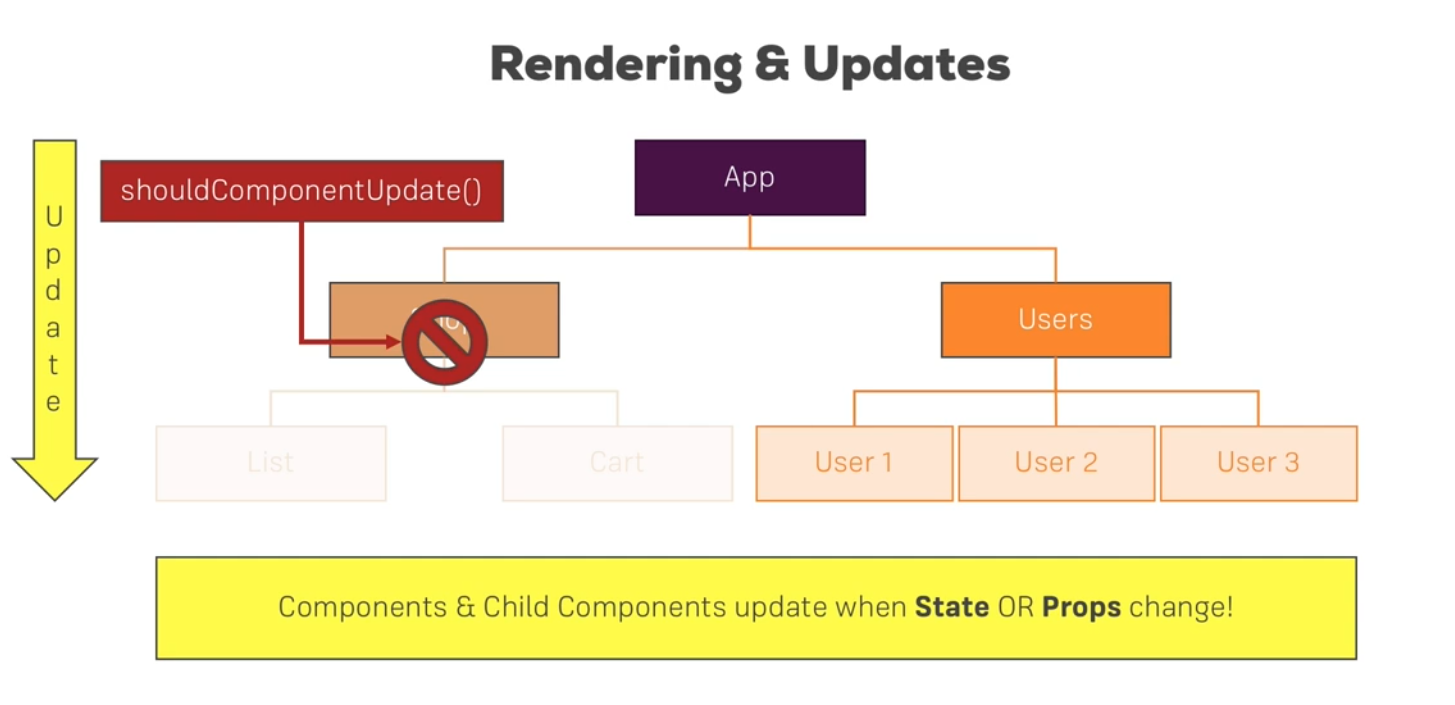 Rendering & Updates
Update
shouldComponentUpdate()
App
Users
List
Cart
User 1
User 2
User 3
Components & Child Components update when State OR Props change!